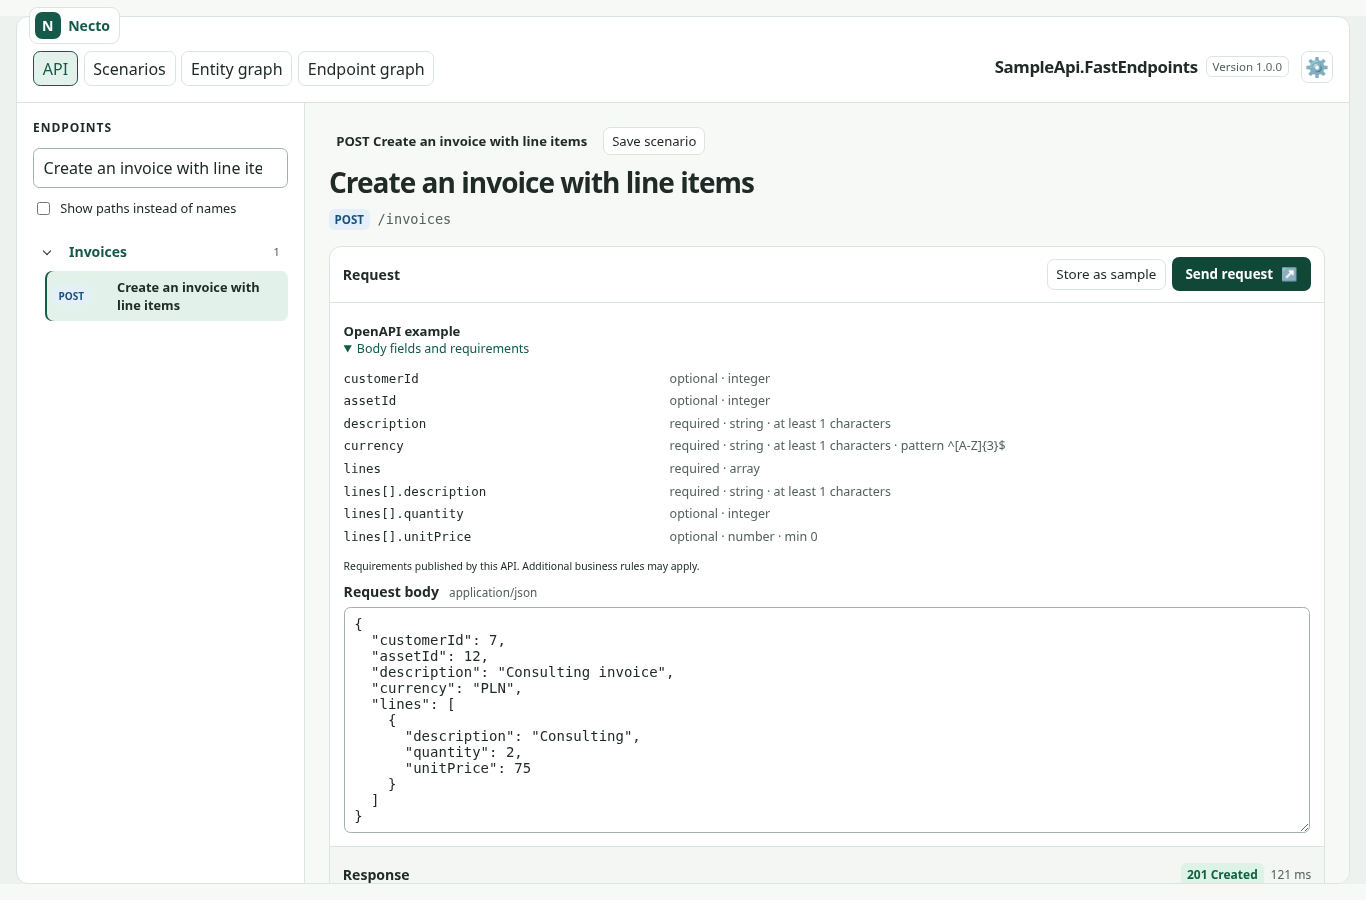 N Necto
API Scenarios Entity graph Endpoint graph
SampleApi.FastEndpoints Version 1.0.0 ⚙️
ENDPOINTS
Create an invoice with line ite
Show paths instead of names
Invoices 1
POST Create an invoice with
line items
POST Create an invoice with line items Save scenario
Create an invoice with line items
POST /invoices
Request Store as sample Send request ↗️
OpenAPI example
▼ Body fields and requirements
customerId optional · integer
assetId optional · integer
description required · string · at least 1 characters
currency required · string · at least 1 characters · pattern ^[A-Z]{3}$
lines required · array
lines[].description required · string · at least 1 characters
lines[].quantity optional · integer
lines[].unitPrice optional · number · min 0
Requirements published by this API. Additional business rules may apply.
Request body application/json
{
  "customerId": 7,
  "assetId": 12,
  "description": "Consulting invoice",
  "currency": "PLN",
  "lines": [
    {
      "description": "Consulting",
      "quantity": 2,
      "unitPrice": 75
    }
  ]
}
Response 201 Created 121 ms